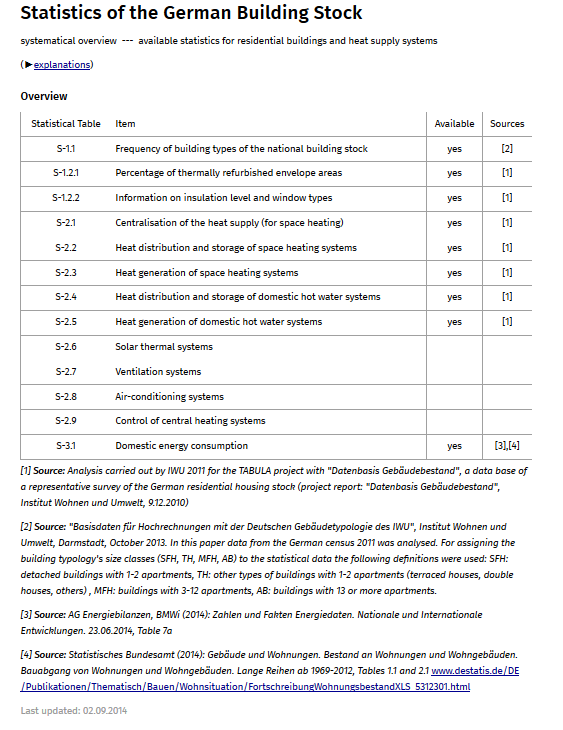 Statistics of the German Building Stock
systematical overview --- available statistics for residential buildings and heat supply systems
(►explanations)
Overview
Statistical Table Item Available Sources
S-1.1 Frequency of building types of the national building stock yes [2]
S-1.2.1 Percentage of thermally refurbished envelope areas yes [1]
S-1.2.2 Information on insulation level and window types yes [1]
S-2.1 Centralisation of the heat supply (for space heating) yes [1]
S-2.2 Heat distribution and storage of space heating systems yes [1]
S-2.3 Heat generation of space heating systems yes [1]
S-2.4 Heat distribution and storage of domestic hot water systems yes [1]
S-2.5 Heat generation of domestic hot water systems yes [1]
S-2.6 Solar thermal systems
S-2.7 Ventilation systems
S-2.8 Air-conditioning systems
S-2.9 Control of central heating systems
S-3.1 Domestic energy consumption yes [3],[4]
[1] Source: Analysis carried out by IWU 2011 for the TABULA project with "Datenbasis Gebäudebestand", a data base of
a representative survey of the German residential housing stock (project report: "Datenbasis Gebäudebestand",
Institut Wohnen und Umwelt, 9.12.2010)
[2] Source: "Basisdaten für Hochrechnungen mit der Deutschen Gebäudetypologie des IWU", Institut Wohnen und
Umwelt, Darmstadt, October 2013. In this paper data from the German census 2011 was analysed. For assigning the
building typology's size classes (SFH, TH, MFH, AB) to the statistical data the following definitions were used: SFH:
detached buildings with 1-2 apartments, TH: other types of buildings with 1-2 apartments (terraced houses, double
houses, others) , MFH: buildings with 3-12 apartments, AB: buildings with 13 or more apartments.
[3] Source: AG Energiebilanzen, BMWi (2014): Zahlen und Fakten Energiedaten. Nationale und Internationale
Entwicklungen. 23.06.2014, Table 7a
[4] Source: Statistisches Bundesamt (2014): Gebäude und Wohnungen. Bestand an Wohnungen und Wohngebäuden.
Bauabgang von Wohnungen und Wohngebäuden. Lange Reihen ab 1969-2012, Tables 1.1 and 2.1 www.destatis.de/DE
/Publikationen/Thematisch/Bauen/Wohnsituation/FortschreibungWohnungsbestandXLS_5312301.html
Last updated: 02.09.2014